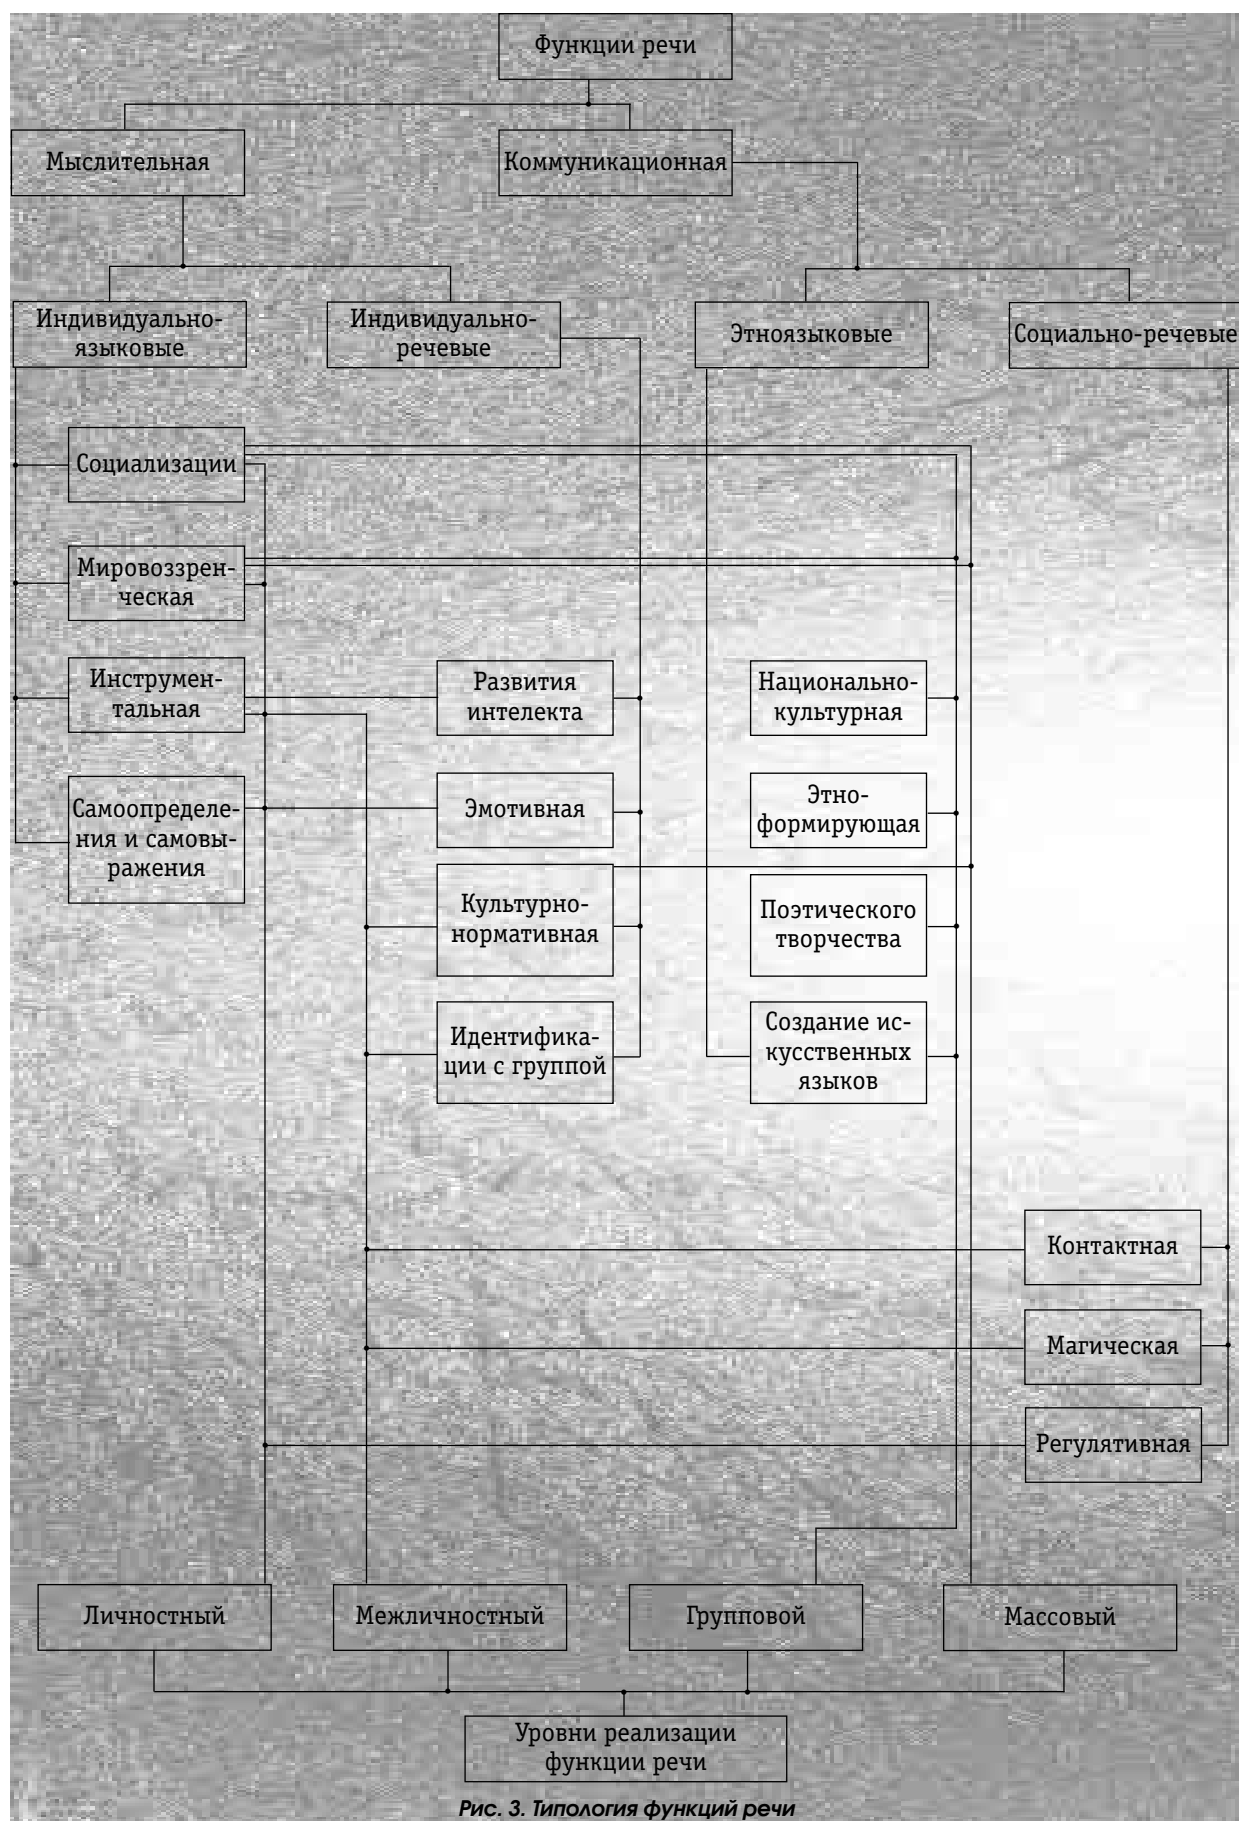 Функции речи
Мыслительная
Коммуникационная
Индивидуально-
языковые
Индивидуально-
речевые
Этноязыковые
Социально-речевые
Социализации
Мировоззрен-
ческая
Инструмен-
тальная
Развития
интелекта
Национально-
культурная
Самоопределе-
ния и самовы-
ражения
Эмотивная
Этно-
формирующая
Культурно-
нормативная
Поэтического
творчества
Идентифика-
ции с группой
Создание ис-
кусственных
языков
Контактная
Магическая
Регулятивная
Личностный
Межличностный
Групповой
Массовый
Уровни реализации
функции речи
Рис. 3. Типология функций речи